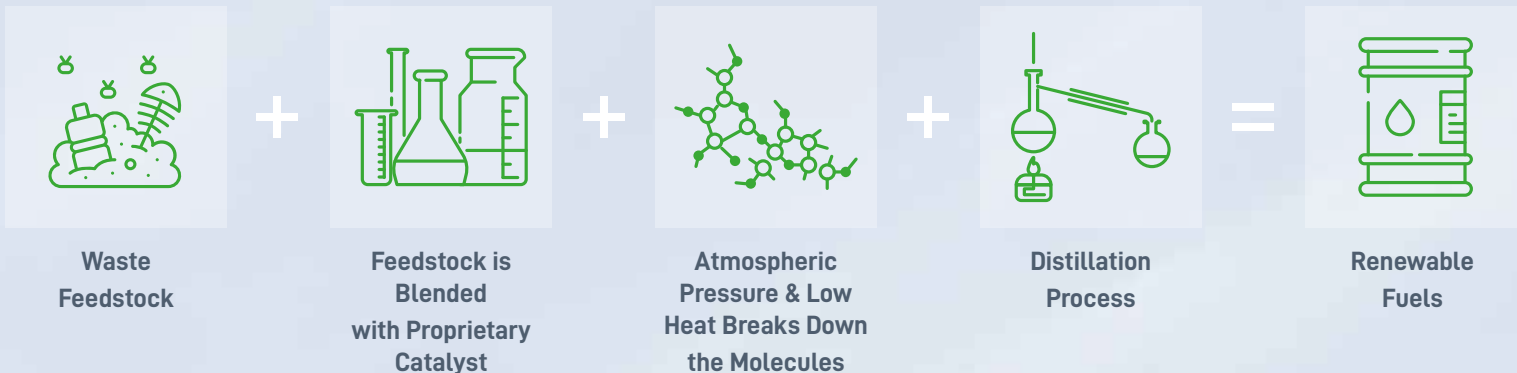 Waste
Feedstock
Feedstock is
Blended
with Proprietary
Catalyst
Atmospheric
Pressure & Low
Heat Breaks Down
the Molecules
Distillation
Process
Renewable
Fuels